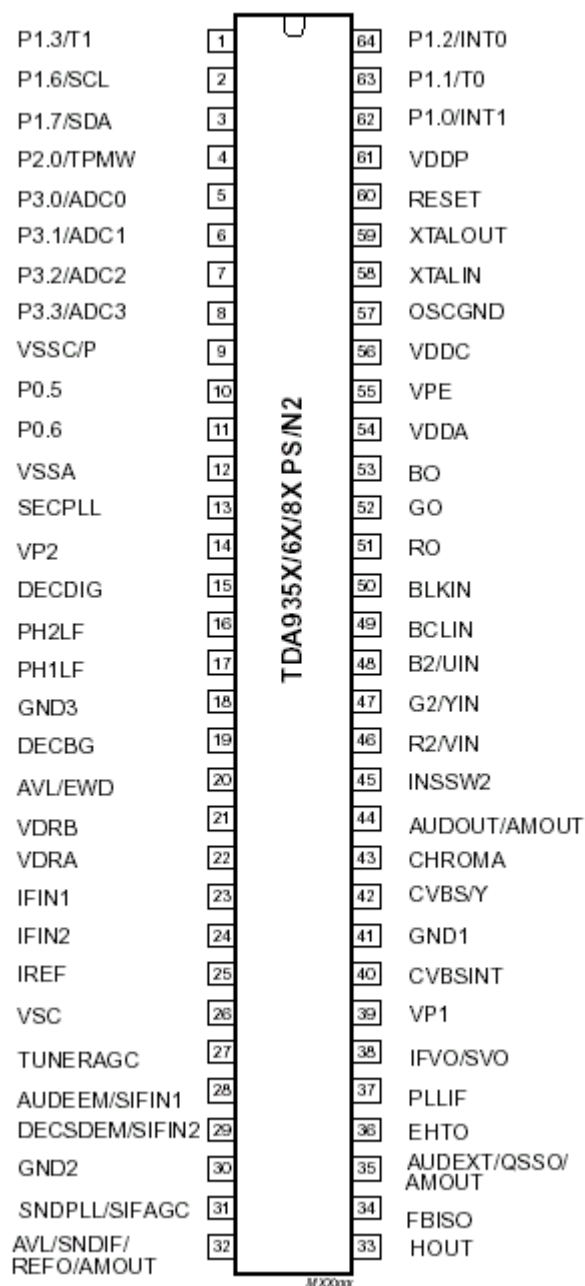 P1.3/T1 1 64 P1.2/INT0
P1.6/SCL 2 63 P1.1/T0
P1.7/SDA 3 62 P1.0/INT1
P2.0/TPMW 4 61 VDDP
P3.0/ADC0 5 60 RESET
P3.1/ADC1 6 59 XTALOUT
P3.2/ADC2 7 58 XTALIN
P3.3/ADC3 8 57 OSCGND
VSSC/P 9 56 VDDC
P0.5 10 55 VPE
P0.6 11 54 VDDA
VSSA 12 53 BO
SECPLL 13 52 GO
VP2 14 51 RO
DECDIG 15 50 BLKIN
PH2LF 16 49 BCLIN
PH1LF 17 48 B2/UIN
GND3 18 47 G2/YIN
DECBG 19 46 R2/VIN
AVL/EWD 20 45 INSSW2
VDRB 21 44 AUDOUT/AMOUT
VDRA 22 43 CHROMA
IFIN1 23 42 CVBS/Y
IFIN2 24 41 GND1
IREF 25 40 CVBSINT
VSC 26 39 VP1
TUNERAGC 27 38 IFVO/SVO
AUDEEM/SIFIN1 28 37 PLLIF
DECSDEM/SIFIN2 29 36 EHTO
GND2 30 35 AUDEXT/QSSO/
AMOUT
SNDPLL/SIFAGC 31 34 FBISO
AVL/SNDIF/ 32 33 HOUT
REFO/AMOUT
TDA935X/6X/8X PS/N2
MXXxxx